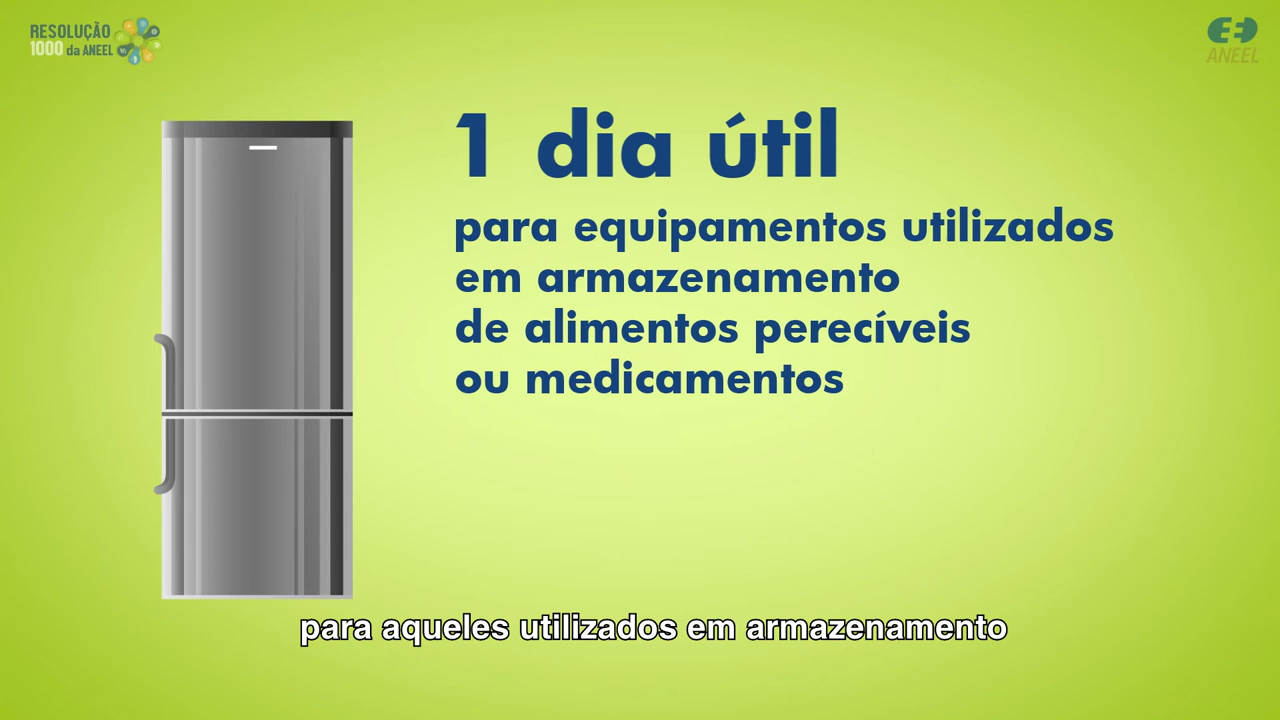 RESOLUÇÃO
1000 da ANEEL
ANEEL
1 dia útil
para equipamentos utilizados
em armazenamento
de alimentos perecíveis
ou medicamentos
para aqueles utilizados em armazenamento